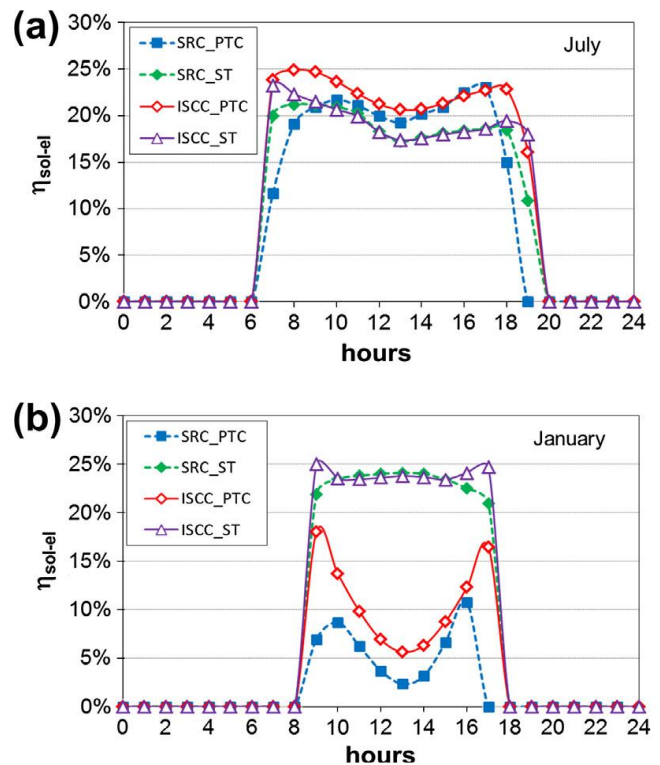 (a)
30%
25%
20%
15%
10%
5%
0%
ηsol-el
SRC_PTC
SRC_ST
ISCC_PTC
ISCC_ST
July
0 2 4 6 8 10 12 14 16 18 20 22 24
hours
(b)
30%
25%
20%
15%
10%
5%
0%
ηsol-el
SRC_PTC
SRC_ST
ISCC_PTC
ISCC_ST
January
0 2 4 6 8 10 12 14 16 18 20 22 24
hours